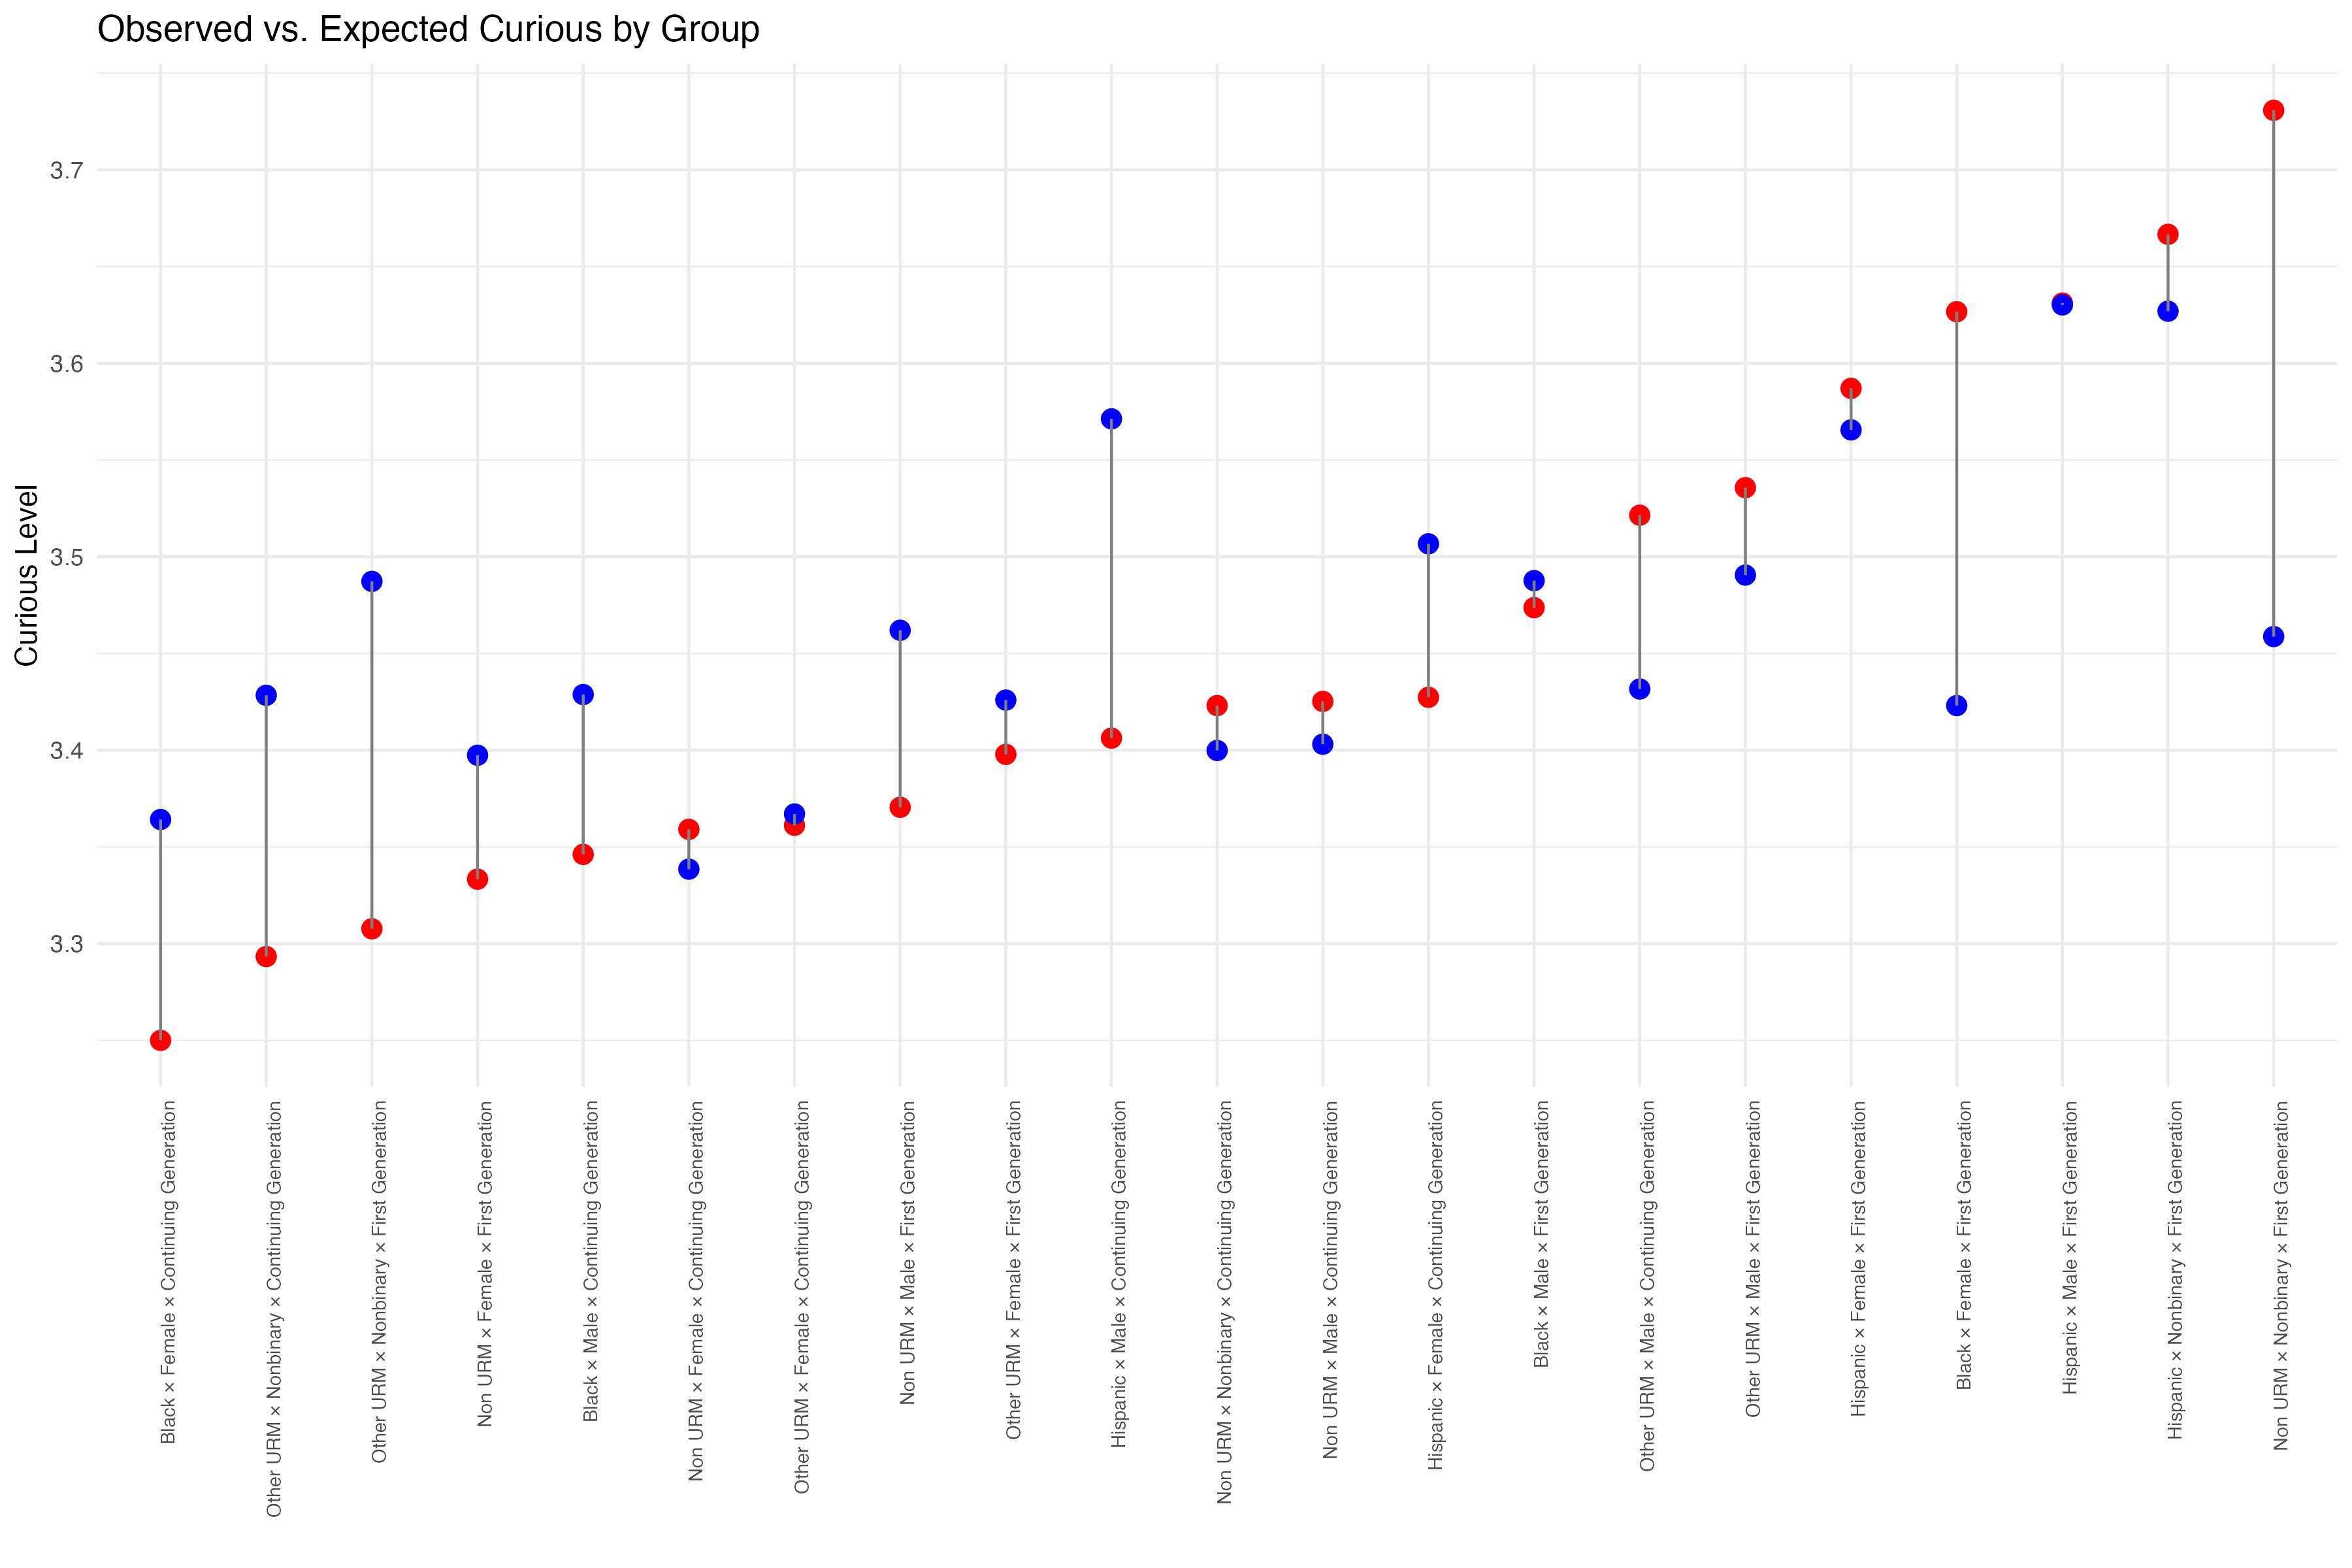 Observed vs. Expected Curious by Group
Curious Level
3.7
3.6
3.5
3.4
3.3
Black × Female × Continuing Generation
Other URM × Nonbinary × Continuing Generation
Other URM × Nonbinary × First Generation
Non URM × Female × First Generation
Black × Male × Continuing Generation
Non URM × Female × Continuing Generation
Other URM × Female × Continuing Generation
Non URM × Male × First Generation
Other URM × Female × First Generation
Hispanic × Male × Continuing Generation
Non URM × Nonbinary × Continuing Generation
Non URM × Male × Continuing Generation
Hispanic × Female × Continuing Generation
Black × Male × First Generation
Other URM × Male × Continuing Generation
Other URM × Male × First Generation
Hispanic × Female × First Generation
Black × Female × First Generation
Hispanic × Male × First Generation
Hispanic × Nonbinary × First Generation
Non URM × Nonbinary × First Generation